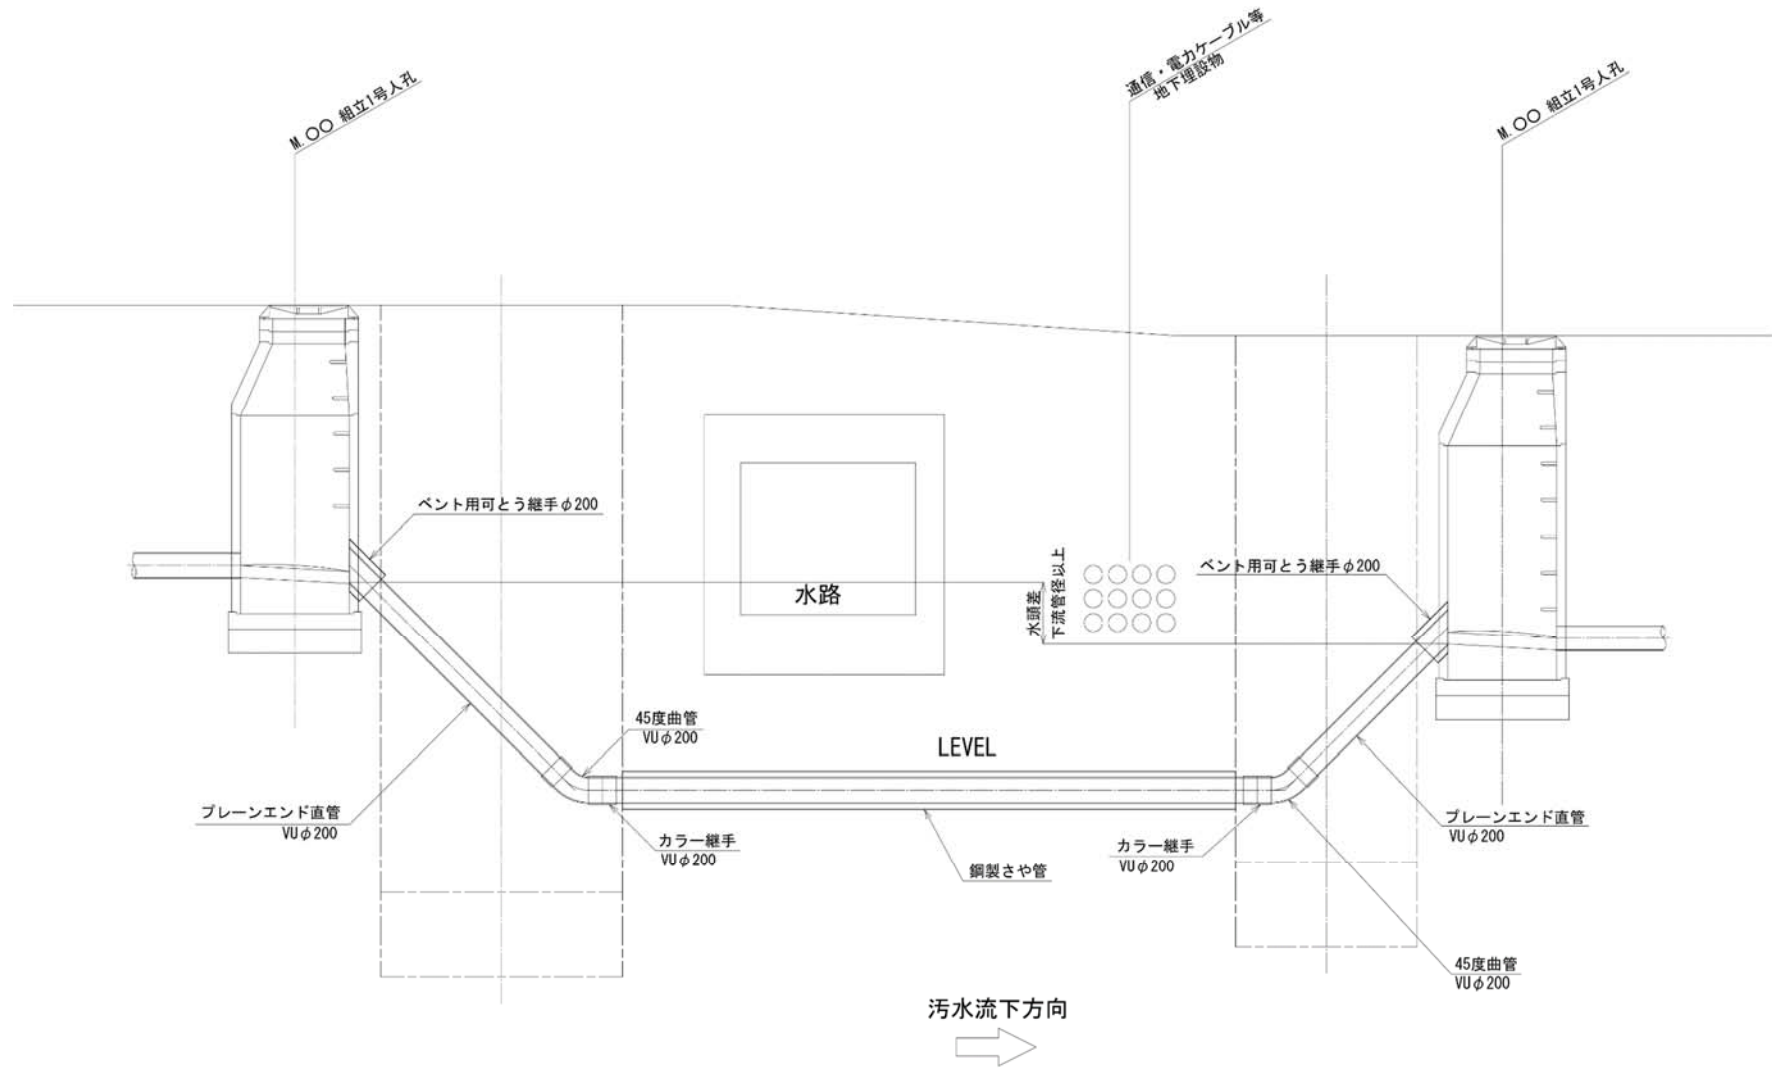 M.〇〇 組立1号人孔
通信・電力ケーブル等
地下埋設物
M.〇〇 組立1号人孔
ベント用可とう継手φ200
水路
水頭差
下流管径以上
ベント用可とう継手φ200
45度曲管
VUφ200
LEVEL
プレーンエンド直管
VUφ200
カラー継手
VUφ200
鋼製さや管
カラー継手
VUφ200
プレーンエンド直管
VUφ200
45度曲管
VUφ200
汚水流下方向